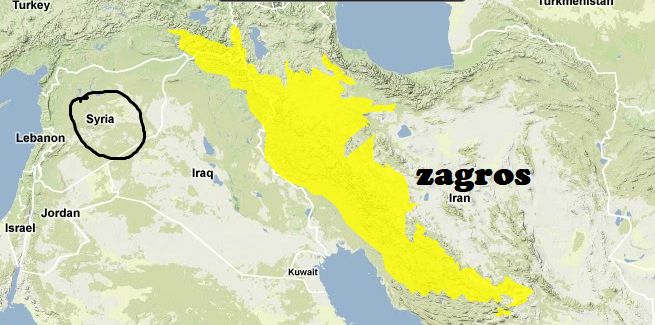 Turkey
Turkmenistan
Syria
Lebanon
Iraq
zagros
Iran
Jordan
Israel
Kuwait